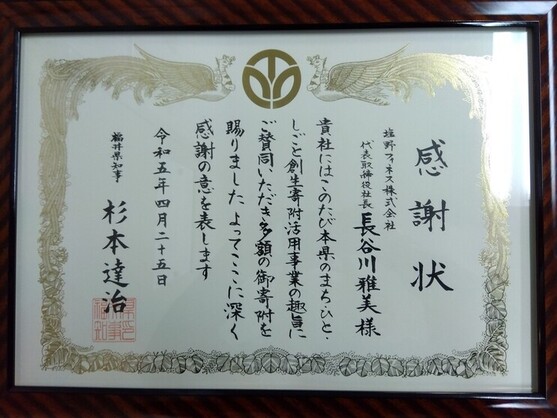 感謝状
塩野フィネス株式会社
代表取締役社長 長谷川雅美様
貴社にはこのたび本県のまち・ひと・
しごと創生寄附活用事業の趣旨に
ご賛同いただき多額の御寄附を
賜りました よってここに深く
感謝の意を表します
令和五年四月二十五日
福井県知事 杉本達治